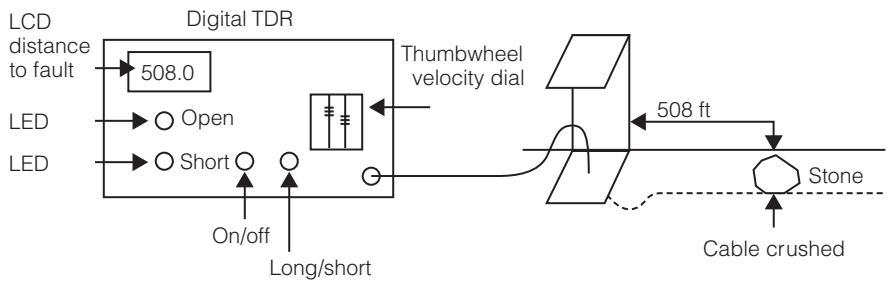 LCD
distance
to fault
Digital TDR
508.0
Thumbwheel
velocity dial
LED
Open
LED
Short
On/off
Long/short
508 ft
Stone
Cable crushed